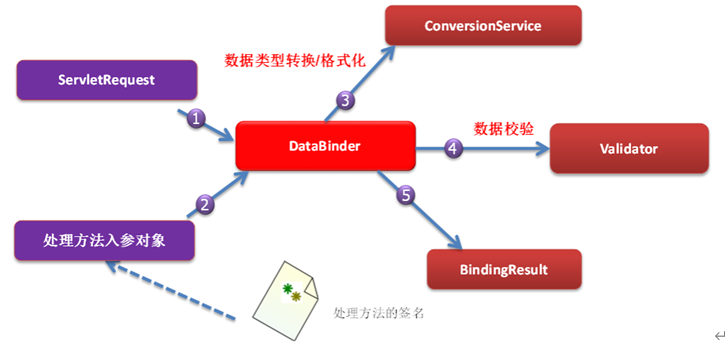 ConversionService
数据类型转换/格式化
ServletRequest
3
1
数据校验
DataBinder
4
Validator
2
5
处理方法入参对象
BindingResult
处理方法的签名